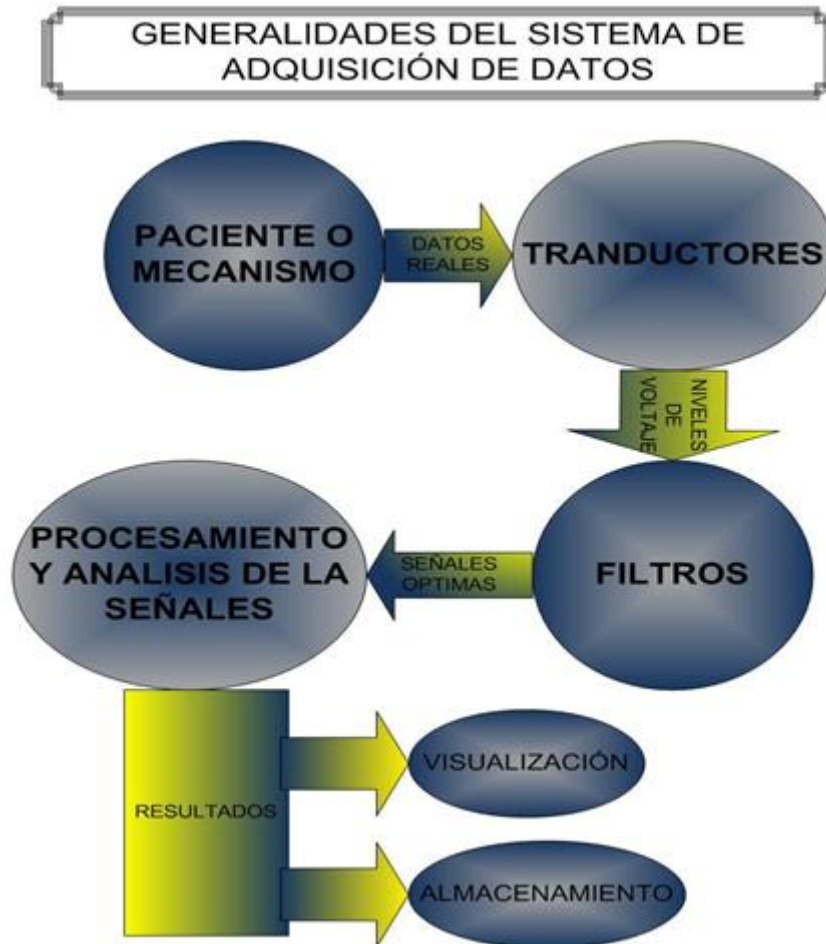 GENERALIDADES DEL SISTEMA DE
ADQUISICIÓN DE DATOS
PACIENTE O
MECANISMO
DATOS
REALES
TRANDUCTORES
NIVELES
DE
VOLTAJE
FILTROS
SEÑALES
OPTIMAS
PROCESAMIENTO
Y ANALISIS DE LA
SEÑALES
RESULTADOS
VISUALIZACIÓN
ALMACENAMIENTO